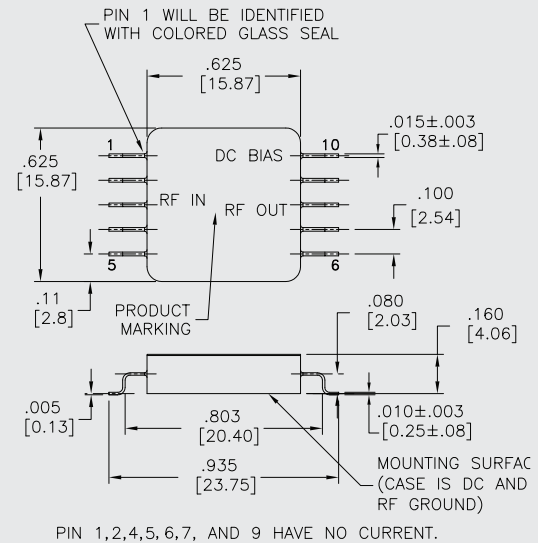 PIN 1 WILL BE IDENTIFIED
WITH COLORED GLASS SEAL
.625
[15.87]
.015±.003
[0.38±.08]
1
DC BIAS
10
.625
[15.87]
RF IN
RF OUT
.100
[2.54]
5
6
.11
[2.8]
PRODUCT
MARKING
.080
[2.03]
.160
[4.06]
.005
[0.13]
.803
[20.40]
.010±.003
[0.25±.08]
.935
[23.75]
MOUNTING SURFAC
(CASE IS DC AND
RF GROUND)
PIN 1,2,4,5,6,7, AND 9 HAVE NO CURRENT.